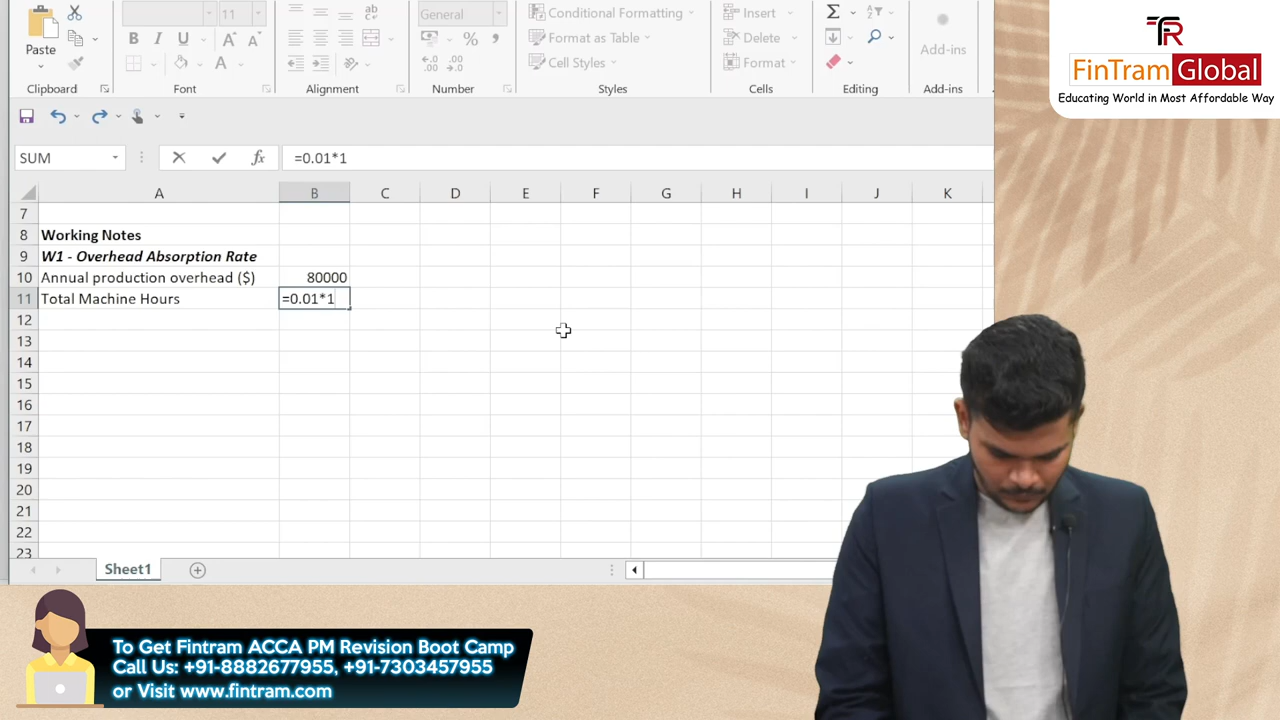 11
General
Conditional Formatting
Insert
Format as Table
Delete
Paste
Cell Styles
Format
Add-ins
Clipboard
Font
Alignment
Number
Styles
Cells
Editing
Add-ins
TR
FinTram Global
Educating World in Most Affordable Way
SUM
fx
=0.01*1
A B C D E F G H I J K
7
8 Working Notes
9 W1 - Overhead Absorption Rate
10 Annual production overhead ($) 80000
11 Total Machine Hours =0.01*1
12
13
14
15
16
17
18
19
20
21
22
23
Sheet1
To Get Fintram ACCA PM Revision Boot Camp
Call Us: +91-8882677955, +91-7303457955
or Visit www.fintram.com